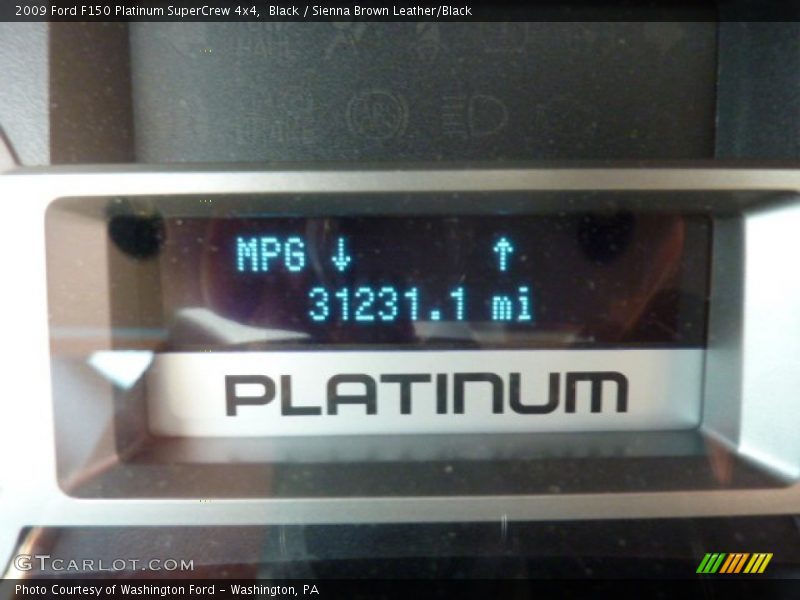 2009 Ford F150 Platinum SuperCrew 4x4, Black / Sienna Brown Leather/Black
MPG ↓ ↑
31231.1 mi
PLATINUM
GTCARLOT.COM
Photo Courtesy of Washington Ford - Washington, PA